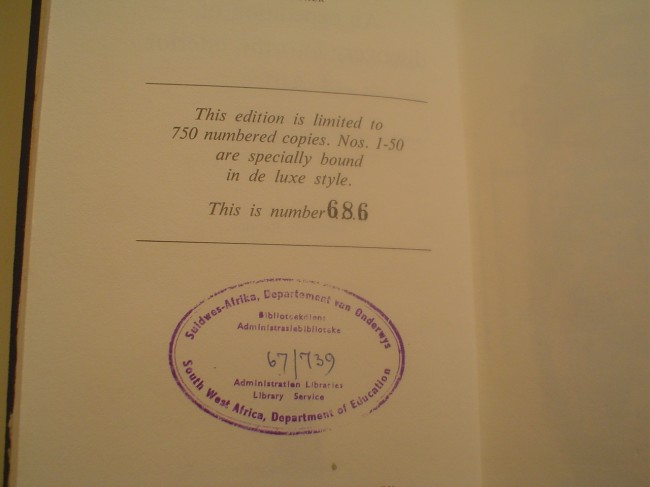 This edition is limited to
750 numbered copies. Nos. 1-50
are specially bound
in de luxe style.
This is number 686
Suidwes-Afrika, Departement van Onderwys
Biblioteekdiens
Administrasiebiblioteke
67/739
Administration Libraries
Library Service
South West Africa, Department of Education